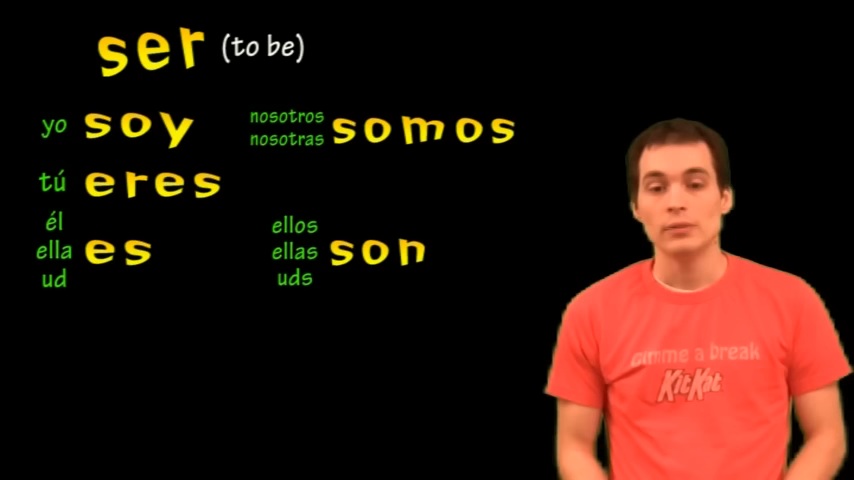 ser (to be)
yo soy
tú eres
él
ella es
ud
nosotros
nosotras somos
ellos
ellas son
uds
gimme a break
KitKat